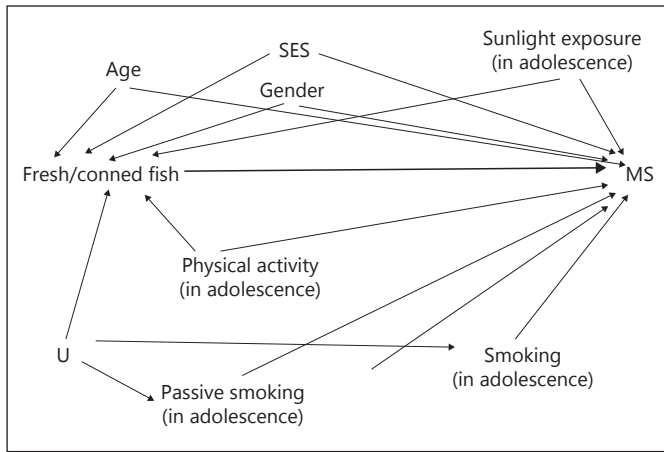 SES
Sunlight exposure
(in adolescence)
Age
Gender
Fresh/conned fish
MS
Physical activity
(in adolescence)
U
Smoking
(in adolescence)
Passive smoking
(in adolescence)